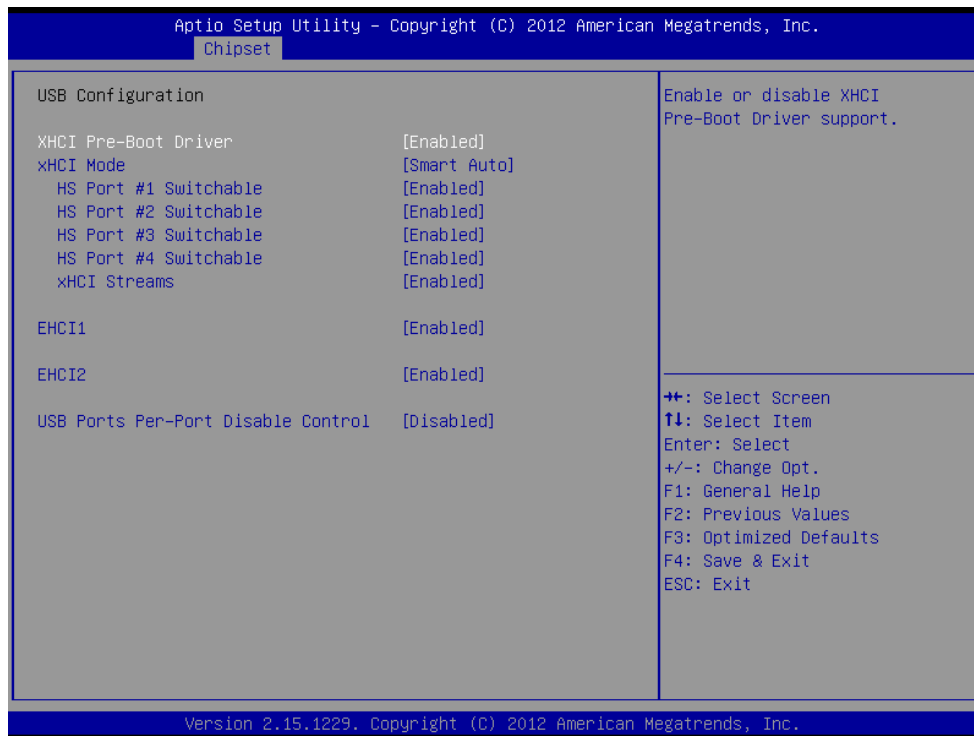 Aptio Setup Utility – Copyright (C) 2012 American Megatrends, Inc.
Chipset
USB Configuration
XHCI Pre-Boot Driver [Enabled]
xHCI Mode [Smart Auto]
HS Port #1 Switchable [Enabled]
HS Port #2 Switchable [Enabled]
HS Port #3 Switchable [Enabled]
HS Port #4 Switchable [Enabled]
xHCI Streams [Enabled]
EHCI1 [Enabled]
EHCI2 [Enabled]
USB Ports Per-Port Disable Control [Disabled]
Enable or disable XHCI
Pre-Boot Driver support.
→←: Select Screen
↑↓: Select Item
Enter: Select
+/-: Change Opt.
F1: General Help
F2: Previous Values
F3: Optimized Defaults
F4: Save & Exit
ESC: Exit
Version 2.15.1229. Copyright (C) 2012 American Megatrends, Inc.